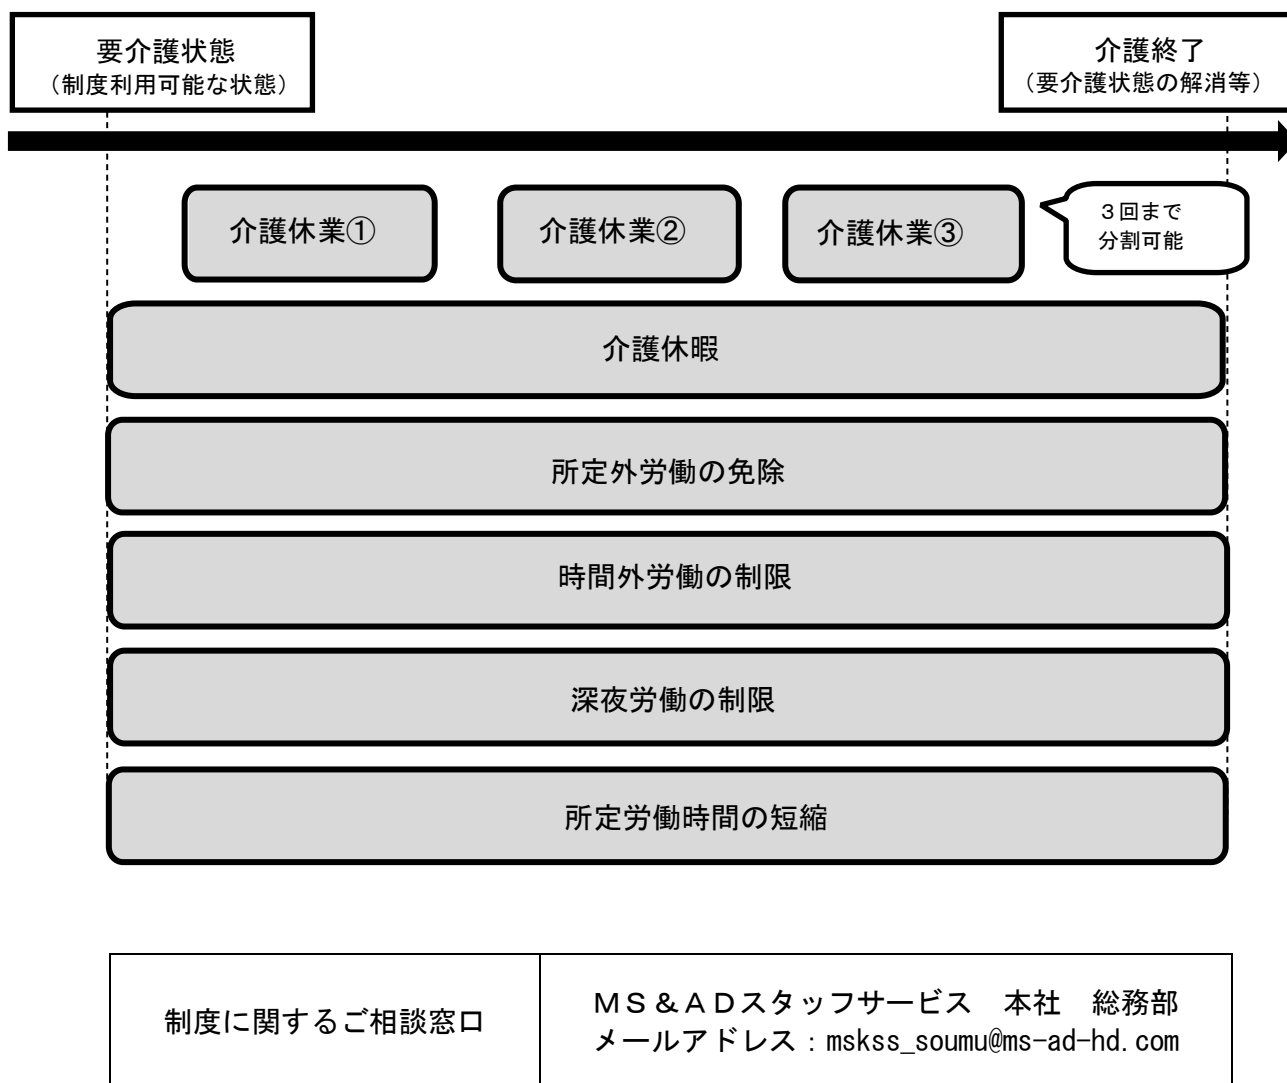 要介護状態
（制度利用可能な状態）
介護終了
（要介護状態の解消等）
介護休業①
介護休業②
介護休業③
３回まで
分割可能
介護休暇
所定外労働の免除
時間外労働の制限
深夜労働の制限
所定労働時間の短縮
制度に関するご相談窓口
ＭＳ＆ＡＤスタッフサービス　本社　総務部
メールアドレス：mskss_soumu@ms-ad-hd.com